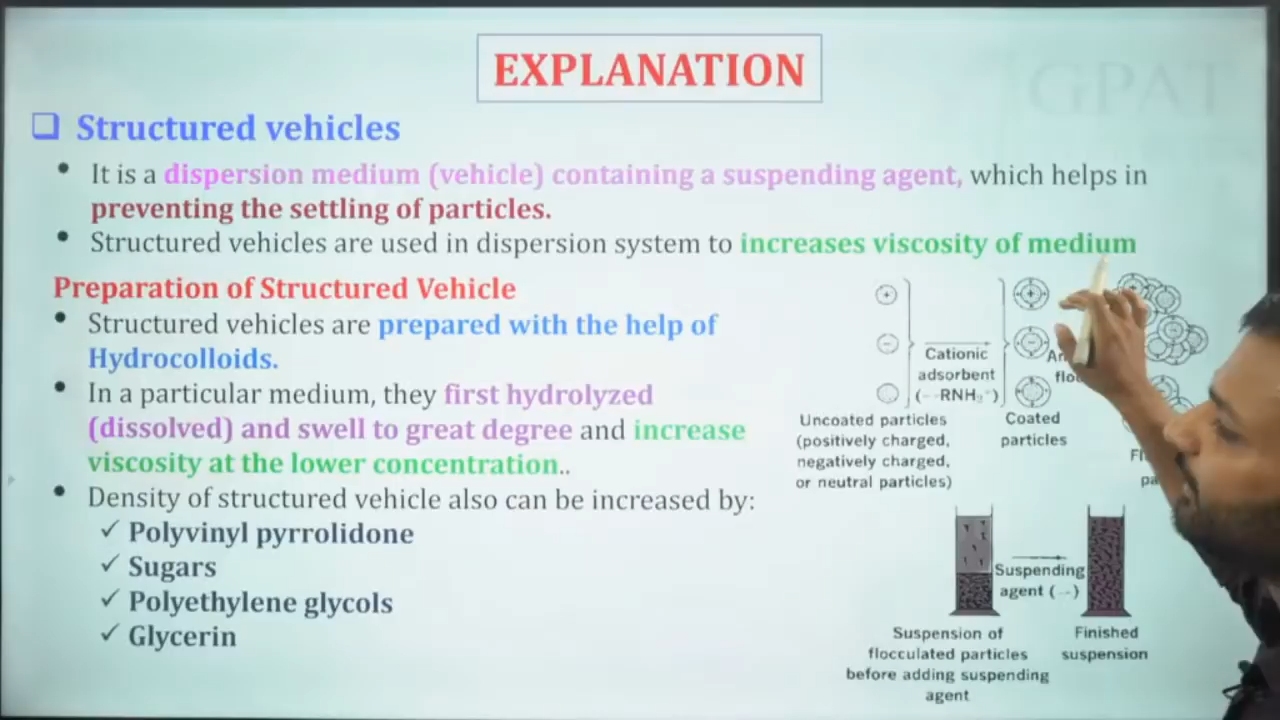 EXPLANATION
GPAT
❑ Structured vehicles
• It is a dispersion medium (vehicle) containing a suspending agent, which helps in
preventing the settling of particles.
• Structured vehicles are used in dispersion system to increases viscosity of medium
Preparation of Structured Vehicle
• Structured vehicles are prepared with the help of
Hydrocolloids.
• In a particular medium, they first hydrolyzed
(dissolved) and swell to great degree and increase
viscosity at the lower concentration..
• Density of structured vehicle also can be increased by:
✓ Polyvinyl pyrrolidone
✓ Sugars
✓ Polyethylene glycols
✓ Glycerin
Cationic
adsorbent
Uncoated particles
(positively charged,
negatively charged,
or neutral particles)
Coated
particles
Suspending
agent (--)
Suspension of
flocculated particles
before adding suspending
agent
Finished
suspension